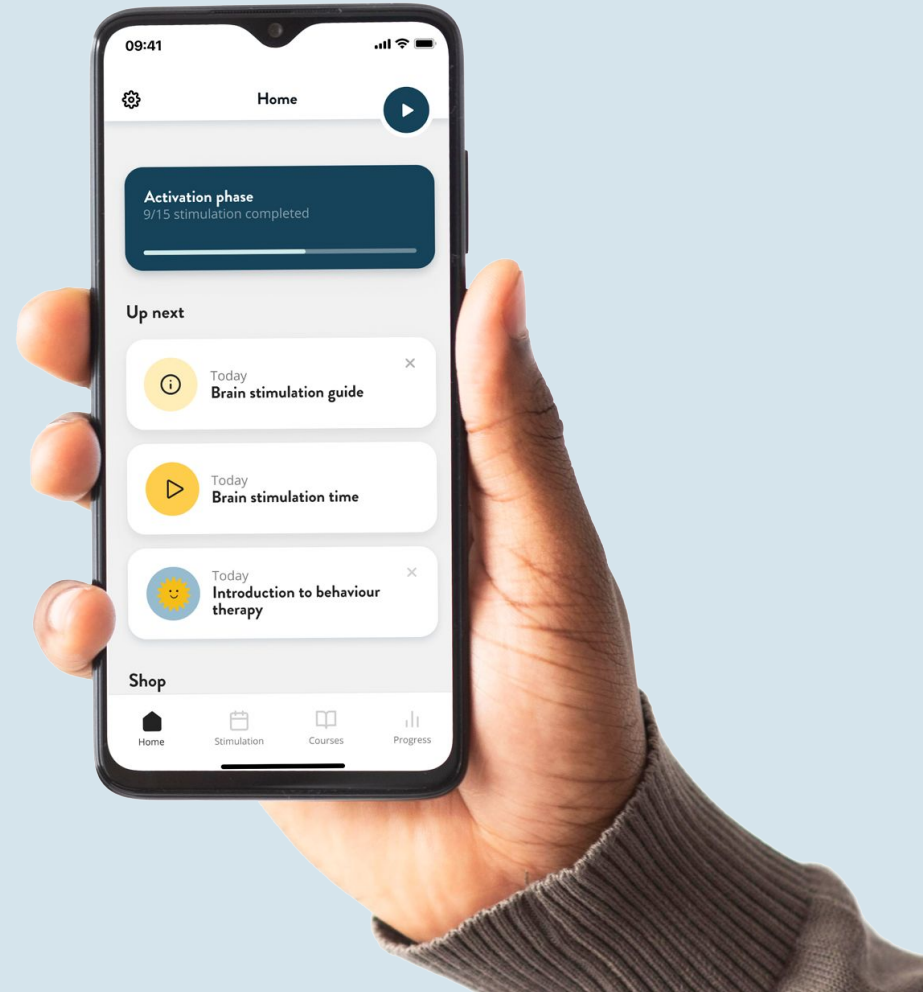 09:41
Home
Activation phase
9/15 stimulation completed
Up next
Today
Brain stimulation guide
Today
Brain stimulation time
Today
Introduction to behaviour
therapy
Shop
Home
Stimulation
Courses
Progress